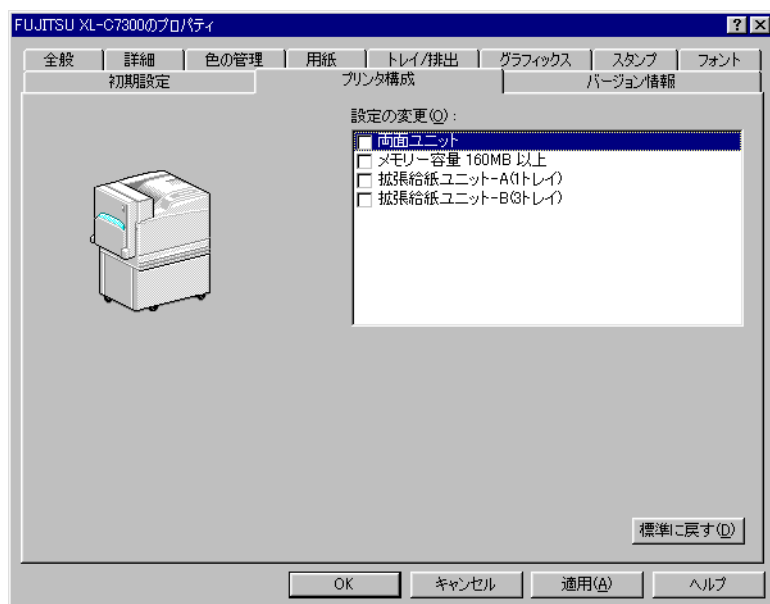 FUJITSU XL-C7300のプロパティ
全般 詳細 色の管理 用紙 トレイ/排出 グラフィックス スタンプ フォント
初期設定 プリンタ構成 バージョン情報
設定の変更(O):
両面ユニット
メモリー容量 160MB 以上
拡張給紙ユニット-A(1トレイ)
拡張給紙ユニット-B(3トレイ)
標準に戻す(D)
OK キャンセル 適用(A) ヘルプ